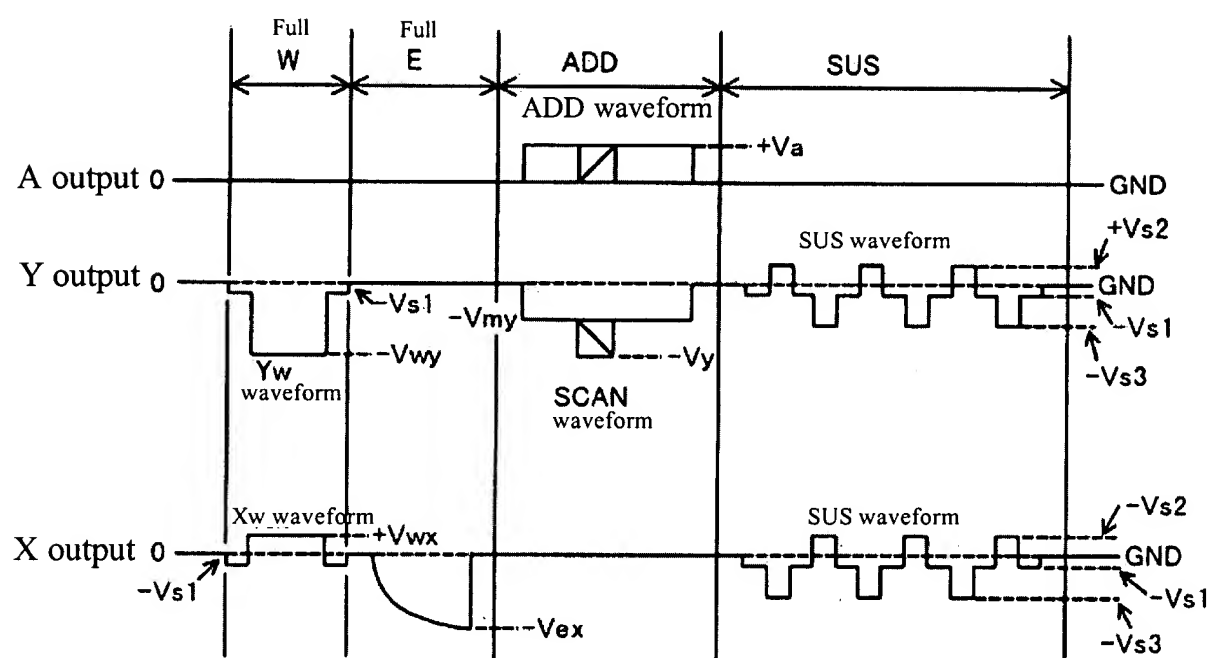 Full
W
Full
E
ADD
SUS
ADD waveform
+Va
A output 0
GND
SUS waveform
+Vs2
Y output 0
GND
-Vs1
-Vmy
-Vs1
-Vwy
-Vy
-Vs3
Yw
waveform
SCAN
waveform
Xw waveform
+Vwx
SUS waveform
-Vs2
X output 0
GND
-Vs1
-Vs1
-Vex
-Vs3